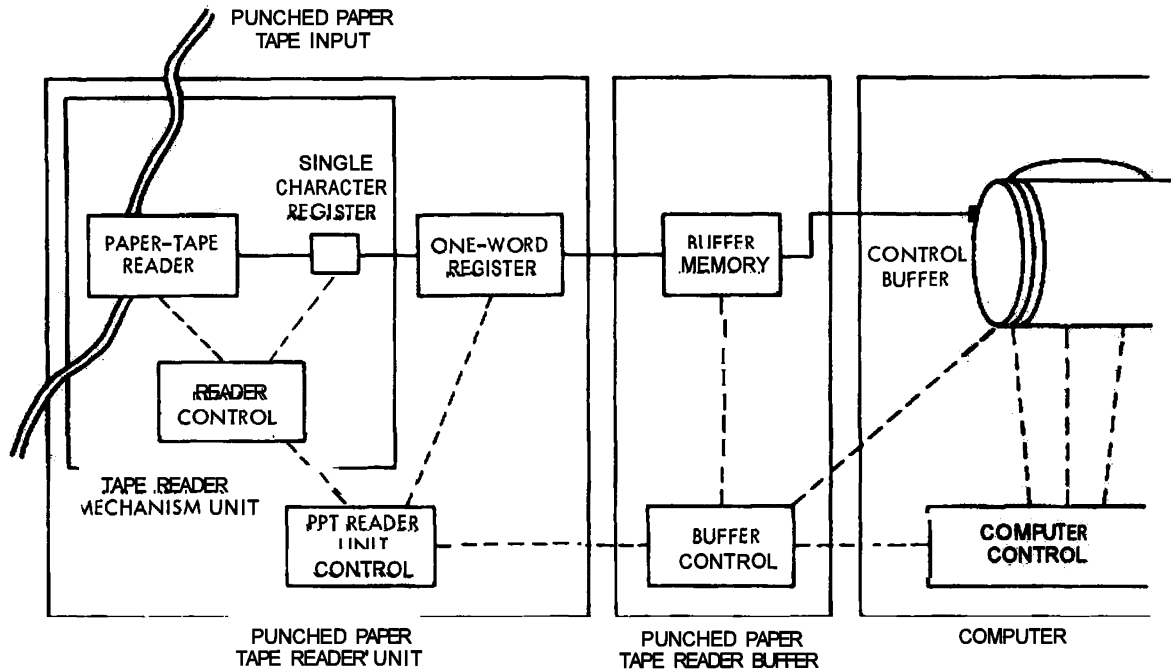 PUNCHED PAPER
TAPE INPUT
SINGLE
CHARACTER
REGISTER
PAPER-TAPE
READER
ONE-WORD
REGISTER
BUFFER
MEMORY
CONTROL
BUFFER
READER
CONTROL
TAPE READER
MECHANISM UNIT
PPT READER
UNIT
CONTROL
BUFFER
CONTROL
COMPUTER
CONTROL
PUNCHED PAPER
TAPE READER UNIT
PUNCHED PAPER
TAPE READER BUFFER
COMPUTER